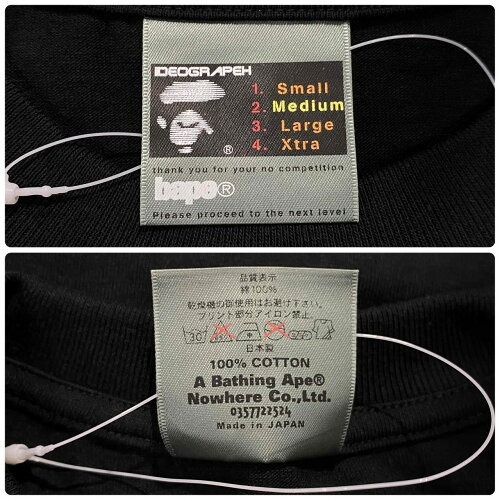 IDEOGRAPEH
1. Small
2. Medium
3. Large
4. Xtra
®
thank you for your no competition
bape®
Please proceed to the next level
品質表示
綿100%
乾燥機の御使用はお避け下さい。
プリント部分アイロン禁止
30
日本製
100% COTTON
A Bathing Ape®
Nowhere Co.,Ltd.
0357722524
Made in JAPAN